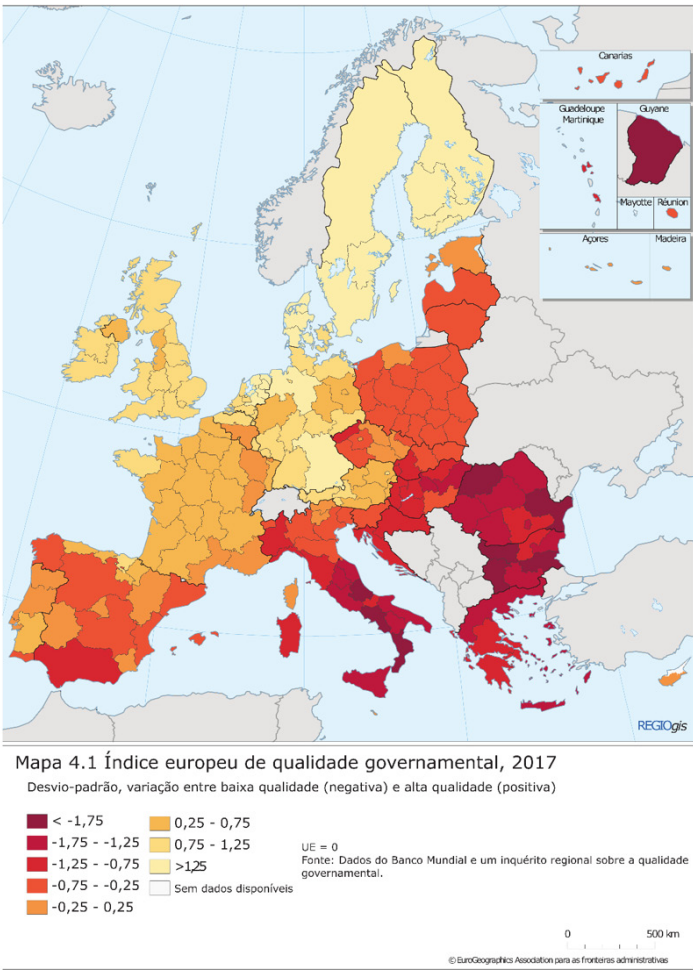 Canarias
Guadeloupe
Martinique
Guyane
Mayotte
Réunion
Açores
Madeira
REGIOgis
Mapa 4.1 Índice europeu de qualidade governamental, 2017
Desvio-padrão, variação entre baixa qualidade (negativa) e alta qualidade (positiva)
< -1,75
-1,75 - -1,25
-1,25 - -0,75
-0,75 - -0,25
-0,25 - 0,25
0,25 - 0,75
0,75 - 1,25
>1,25
Sem dados disponíveis
UE = 0
Fonte: Dados do Banco Mundial e um inquérito regional sobre a qualidade
governamental.
0 500 km
© EuroGeographics Association para as fronteiras administrativas